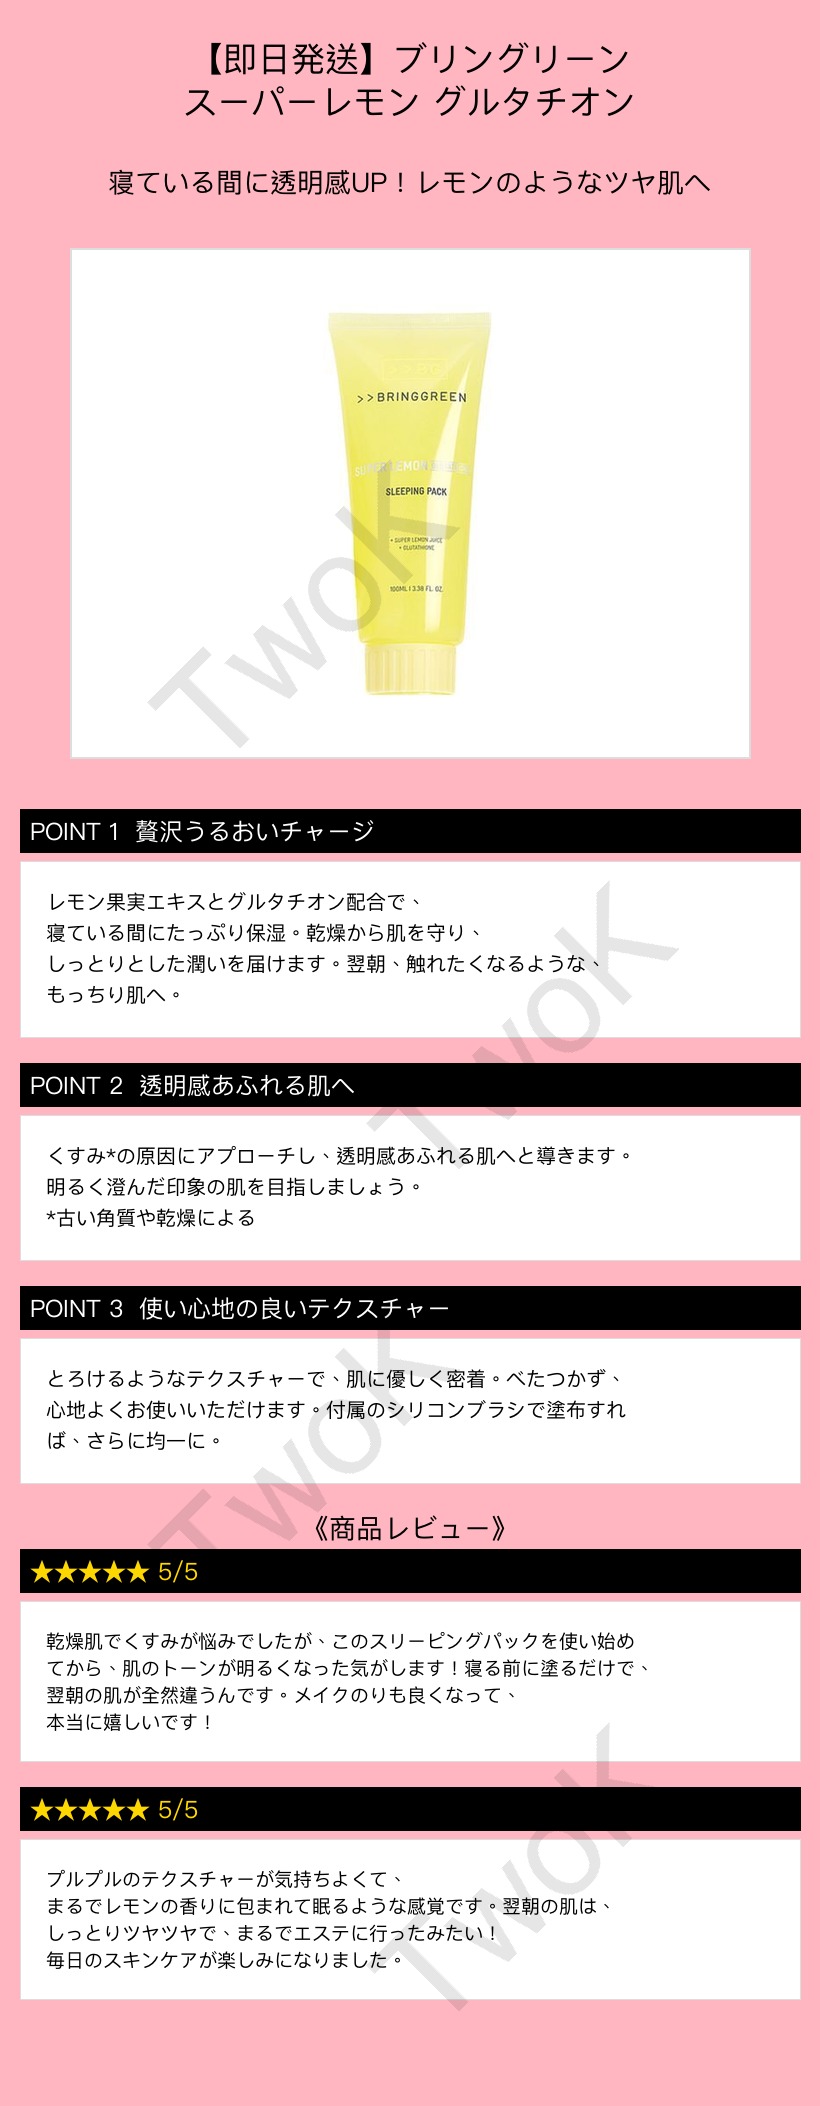 【即日発送】ブリングリーン
スーパーレモン グルタチオン
寝ている間に透明感UP！レモンのようなツヤ肌へ
>>BRINGGREEN
SUPER LEMON
SLEEPING PACK
+ SUPER LEMON JUICE
+ GLUTATHIONE
100ML I 3.38 FL. OZ.
TwoK
POINT 1 贅沢うるおいチャージ
レモン果実エキスとグルタチオン配合で、
寝ている間にたっぷり保湿。乾燥から肌を守り、
しっとりとした潤いを届けます。翌朝、触れたくなるような、
もっちり肌へ。
TwoK
POINT 2 透明感あふれる肌へ
くすみ*の原因にアプローチし、透明感あふれる肌へと導きます。
明るく澄んだ印象の肌を目指しましょう。
*古い角質や乾燥による
POINT 3 使い心地の良いテクスチャー
とろけるようなテクスチャーで、肌に優しく密着。べたつかず、
心地よくお使いいただけます。付属のシリコンブラシで塗布すれ
ば、さらに均一に。
TwoK
《商品レビュー》
★★★★★ 5/5
乾燥肌でくすみが悩みでしたが、このスリーピングパックを使い始め
てから、肌のトーンが明るくなった気がします！寝る前に塗るだけで、
翌朝の肌が全然違うんです。メイクのりも良くなって、
本当に嬉しいです！
★★★★★ 5/5
プルプルのテクスチャーが気持ちよくて、
まるでレモンの香りに包まれて眠るような感覚です。翌朝の肌は、
しっとりツヤツヤで、まるでエステに行ったみたい！
毎日のスキンケアが楽しみになりました。
TwoK